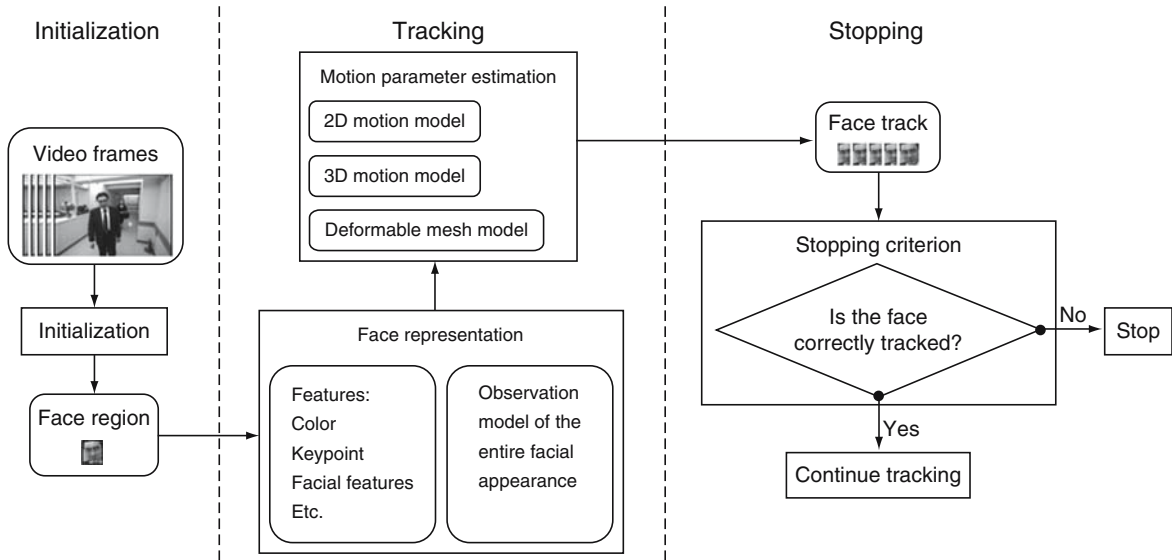 Initialization
Tracking
Stopping
Video frames
Initialization
Face region
Motion parameter estimation
2D motion model
3D motion model
Deformable mesh model
Face representation
Features:
Color
Keypoint
Facial features
Etc.
Observation
model of the
entire facial
appearance
Face track
Stopping criterion
Is the face
correctly tracked?
No
Stop
Yes
Continue tracking